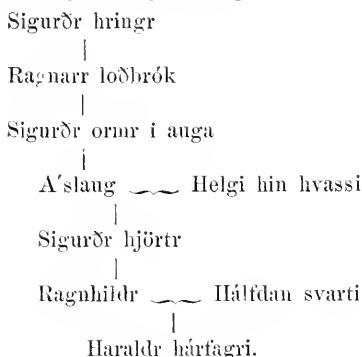 Sigurðr hringr
Ragnarr loðbrók
Sigurðr ormr i auga
A´slaug Helgi hin hvassi
Sigurðr hjörtr
Ragnhildr Hálfdan svarti
Haraldr hárfagri.